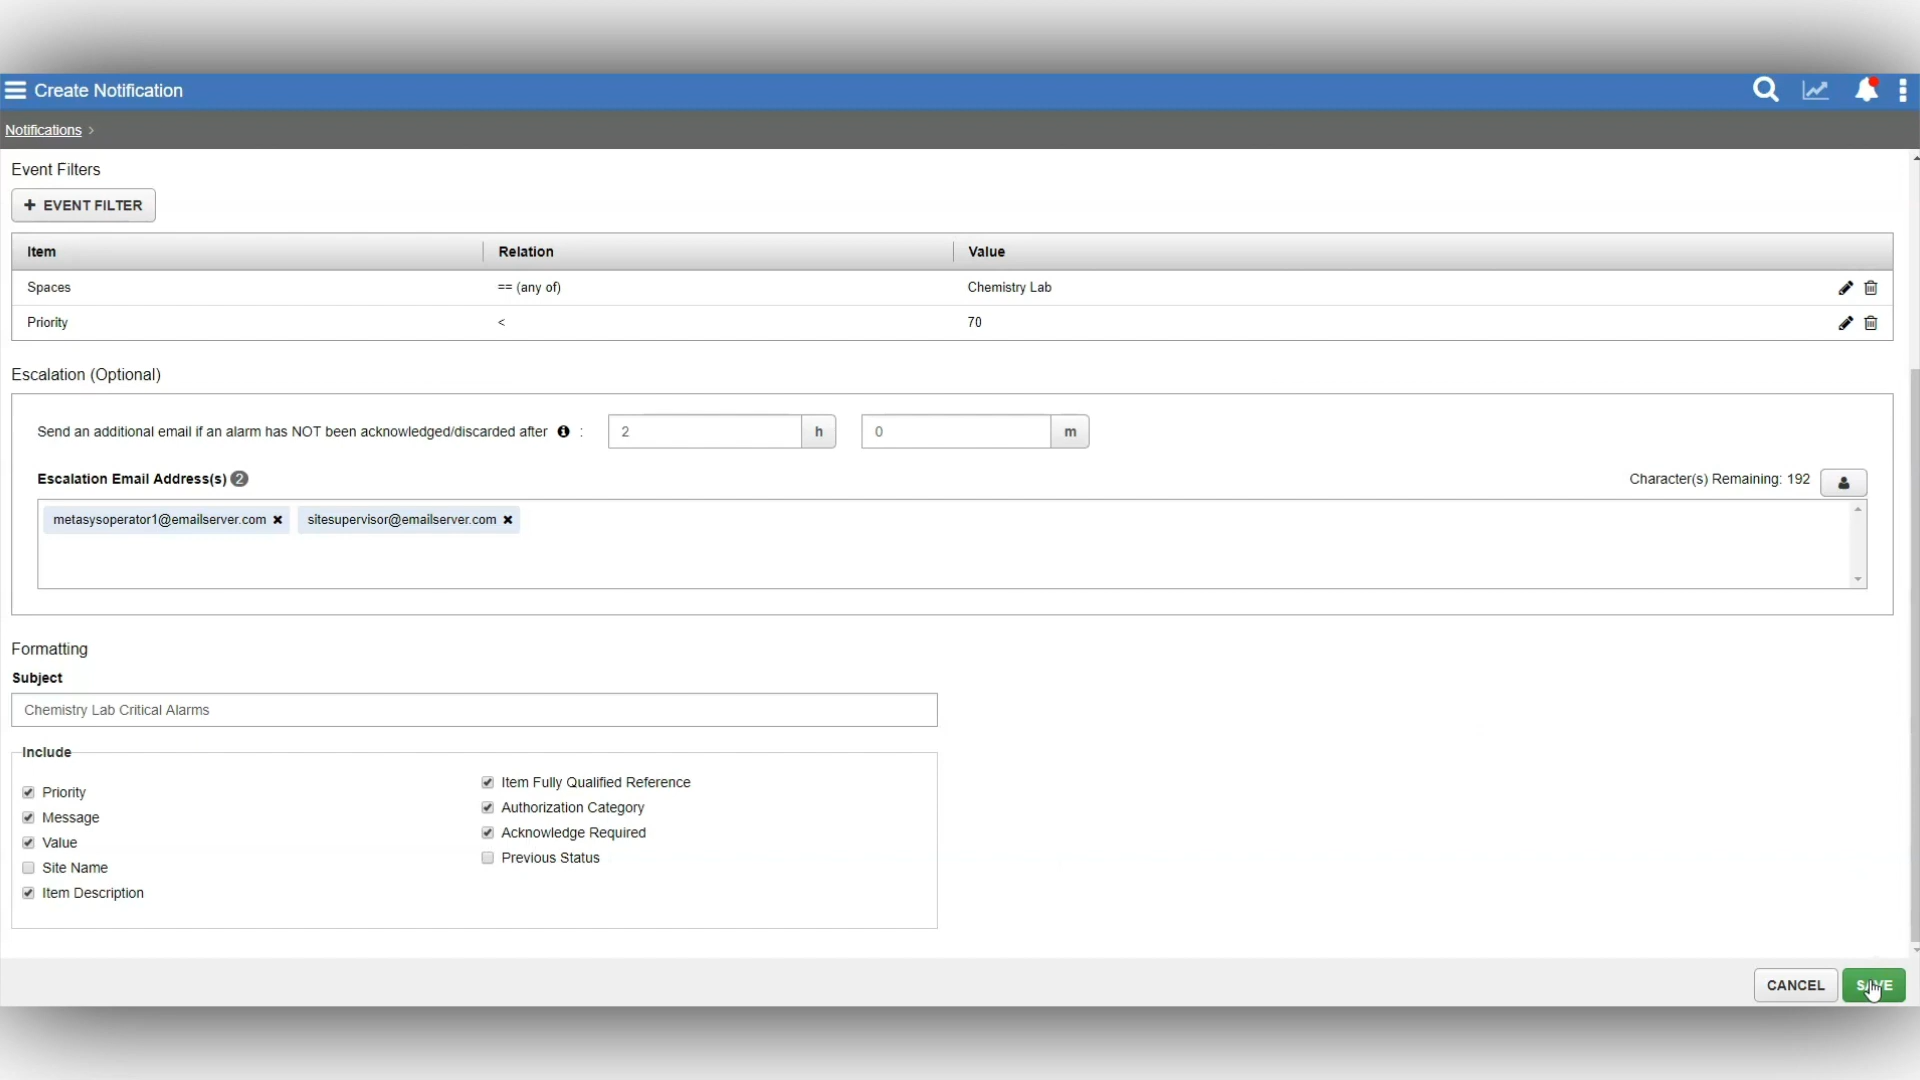 Create Notification
Notifications >
Event Filters
+ EVENT FILTER
Item Relation Value
Spaces == (any of) Chemistry Lab
Priority < 70
Escalation (Optional)
Send an additional email if an alarm has NOT been acknowledged/discarded after : 2 h 0 m
Escalation Email Address(s) 2 Character(s) Remaining: 192
metasysoperator1@emailserver.com × sitesupervisor@emailserver.com ×
Formatting
Subject
Chemistry Lab Critical Alarms
Include
Priority
Message
Value
Site Name
Item Description
Item Fully Qualified Reference
Authorization Category
Acknowledge Required
Previous Status
CANCEL SAVE